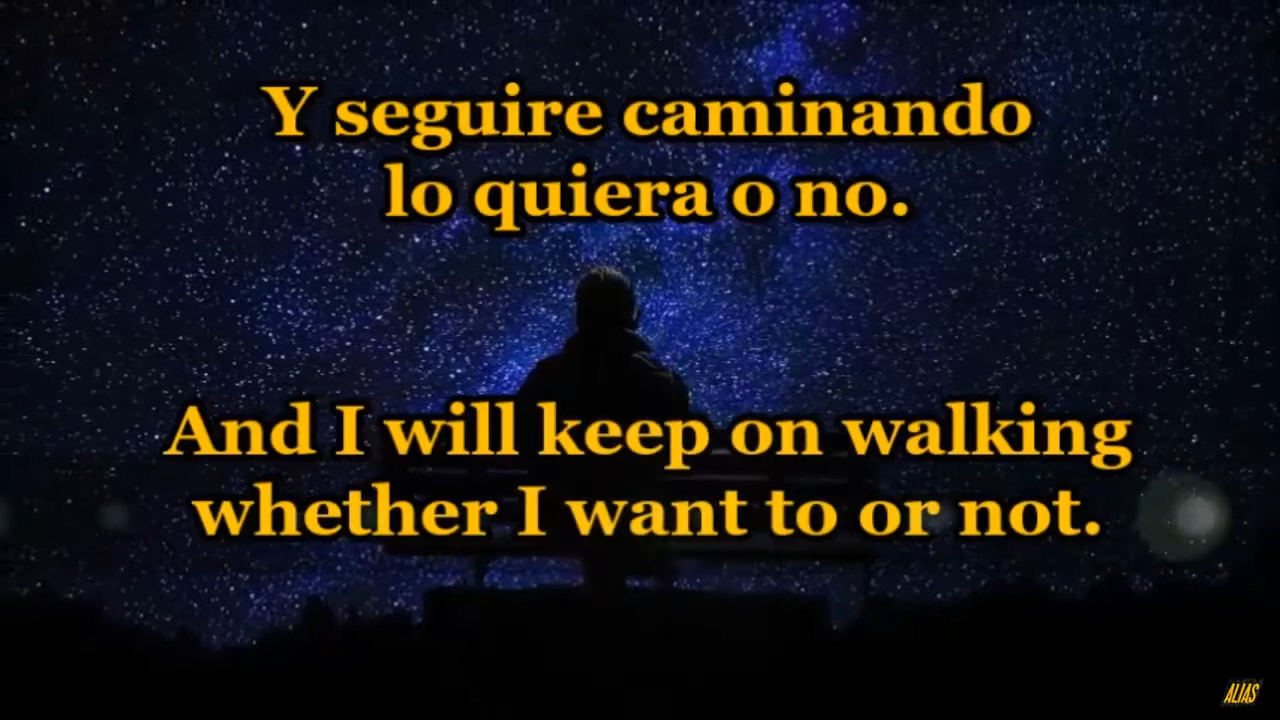 Y seguire caminando
lo quiera o no.
And I will keep on walking
whether I want to or not.
ALIAS